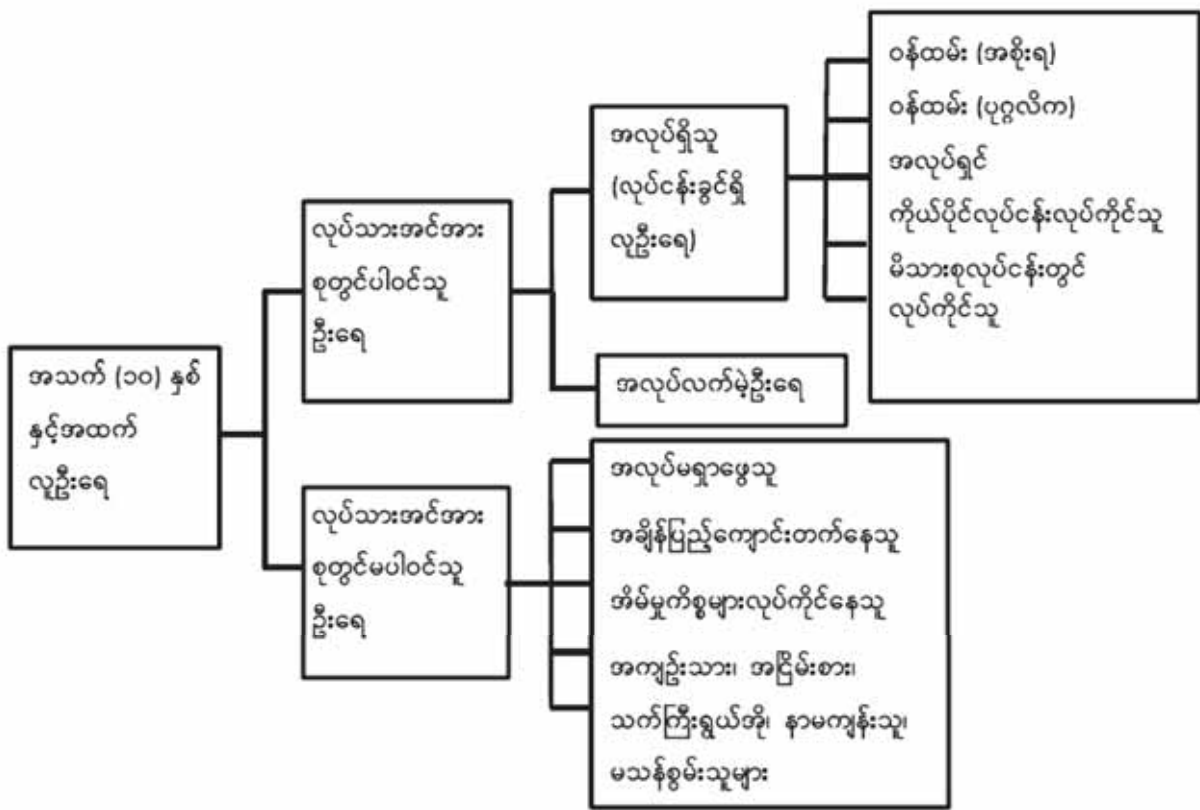 အသက် (၁၀) နှစ်
နှင့်အထက်
လူဦးရေ
လုပ်သားအင်အား
စုတွင်ပါဝင်သူ
ဦးရေ
အလုပ်ရှိသူ
(လုပ်ငန်းခွင်ရှိ
လူဦးရေ)
ဝန်ထမ်း (အစိုးရ)
ဝန်ထမ်း (ပုဂ္ဂလိက)
အလုပ်ရှင်
ကိုယ်ပိုင်လုပ်ငန်းလုပ်ကိုင်သူ
မိသားစုလုပ်ငန်းတွင်
လုပ်ကိုင်သူ
အလုပ်လက်မဲ့ဦးရေ
လုပ်သားအင်အား
စုတွင်မပါဝင်သူ
ဦးရေ
အလုပ်မရှာဖွေသူ
အချိန်ပြည့်ကျောင်းတက်နေသူ
အိမ်မှုကိစ္စများလုပ်ကိုင်နေသူ
အကျဉ်းသား၊ အငြိမ်းစား၊
သက်ကြီးရွယ်အို၊ နာမကျန်းသူ၊
မသန်စွမ်းသူများ